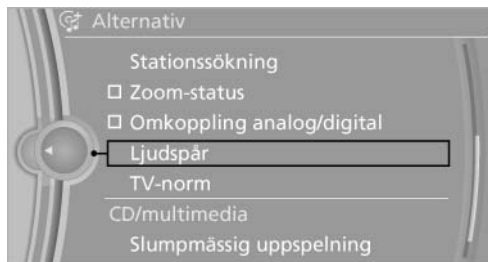 Alternativ
Stationssökning
Zoom-status
Omkoppling analog/digital
Ljudspår
TV-norm
CD/multimedia
Slumpmässig uppspelning